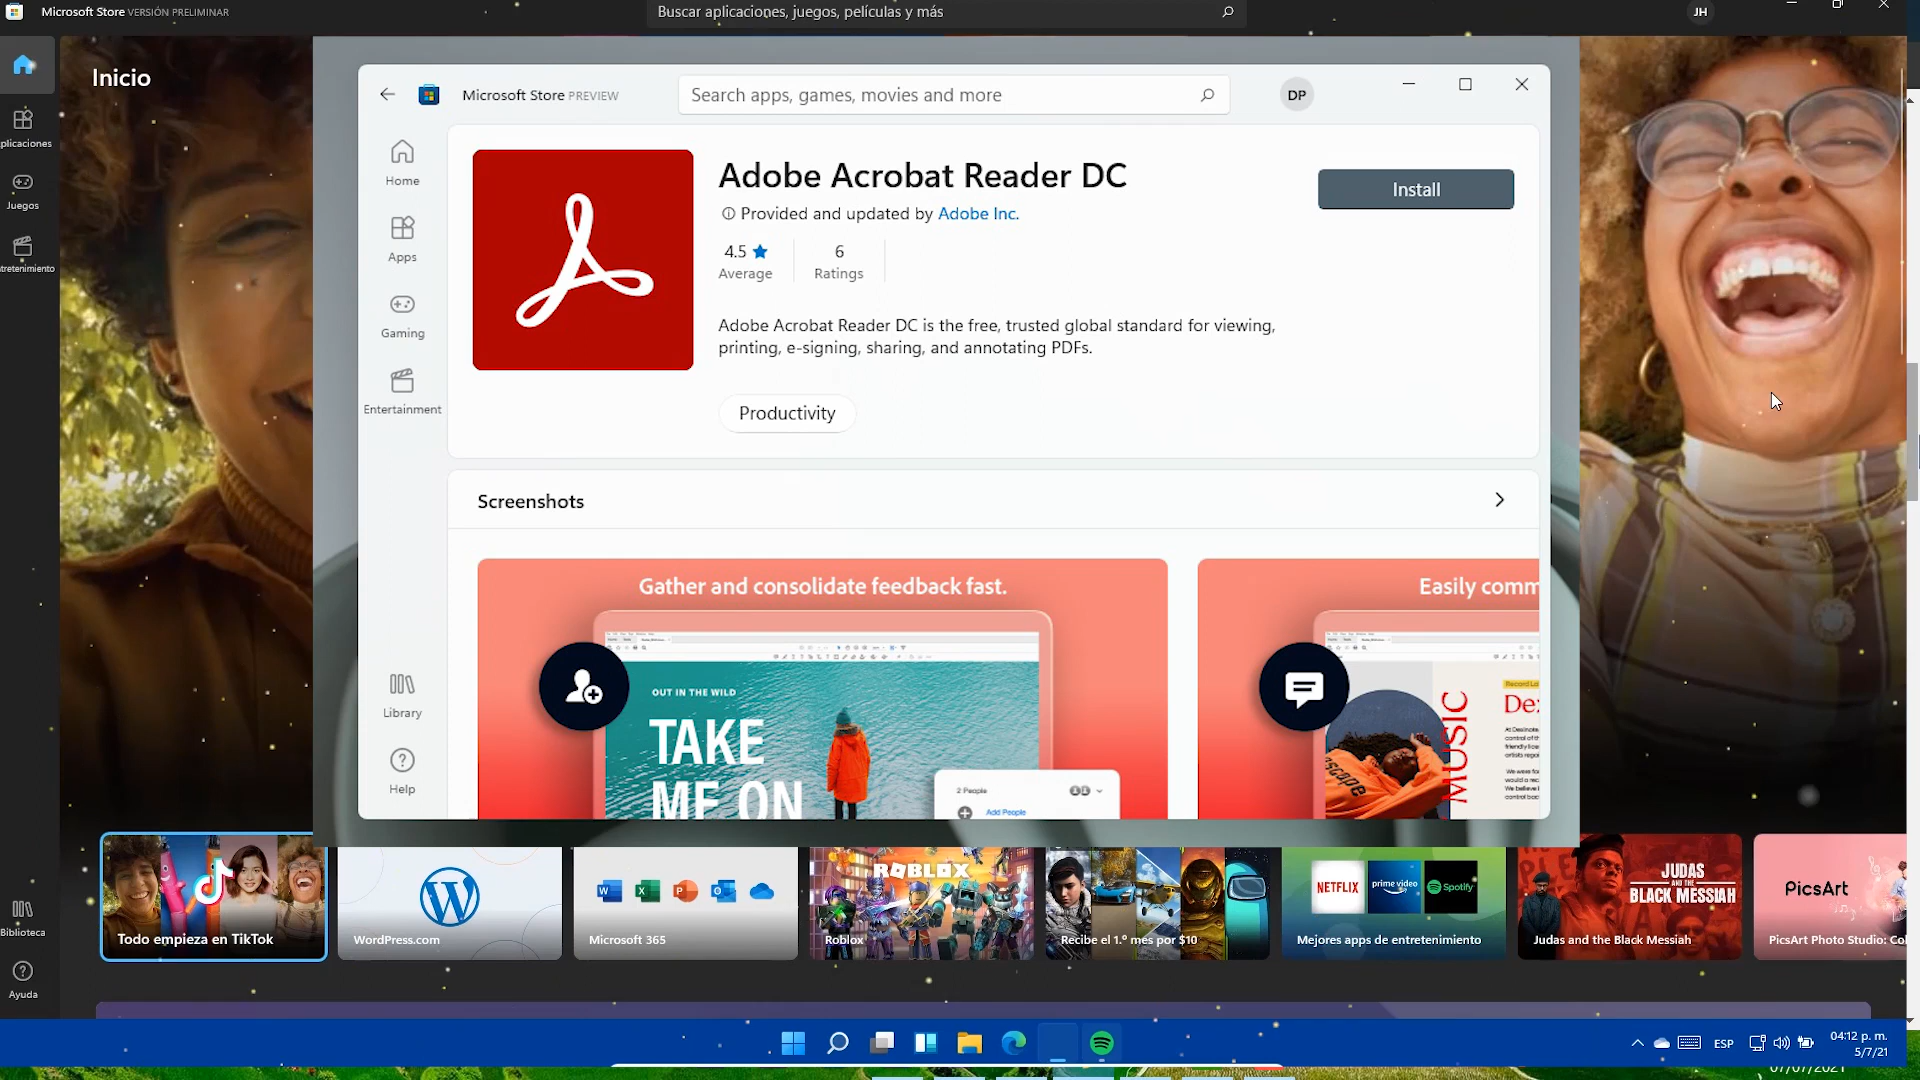 Microsoft Store VERSIÓN PRELIMINAR
Buscar aplicaciones, juegos, películas y más
JH
Inicio
plicaciones
Juegos
tretenimiento
Biblioteca
Ayuda
Microsoft Store PREVIEW
Search apps, games, movies and more
DP
Home
Apps
Gaming
Entertainment
Library
Help
Adobe Acrobat Reader DC
Install
Provided and updated by Adobe Inc.
4.5
6
Average
Ratings
Adobe Acrobat Reader DC is the free, trusted global standard for viewing,
printing, e-signing, sharing, and annotating PDFs.
Productivity
Screenshots
Gather and consolidate feedback fast.
OUT IN THE WILD
TAKE
ME ON
2 People
Add People
Easily comm
MUSIC
De:
escape
Todo empieza en TikTok
WordPress.com
Microsoft 365
ROBLOX
Roblox
Recibe el 1.º mes por $10
NETFLIX
prime video
Spotify
Mejores apps de entretenimiento
JUDAS
AND THE
BLACK MESSIAH
Judas and the Black Messiah
PicsArt
PicsArt Photo Studio: Col
ESP
04:12 p. m.
5/7/21
07/07/2021